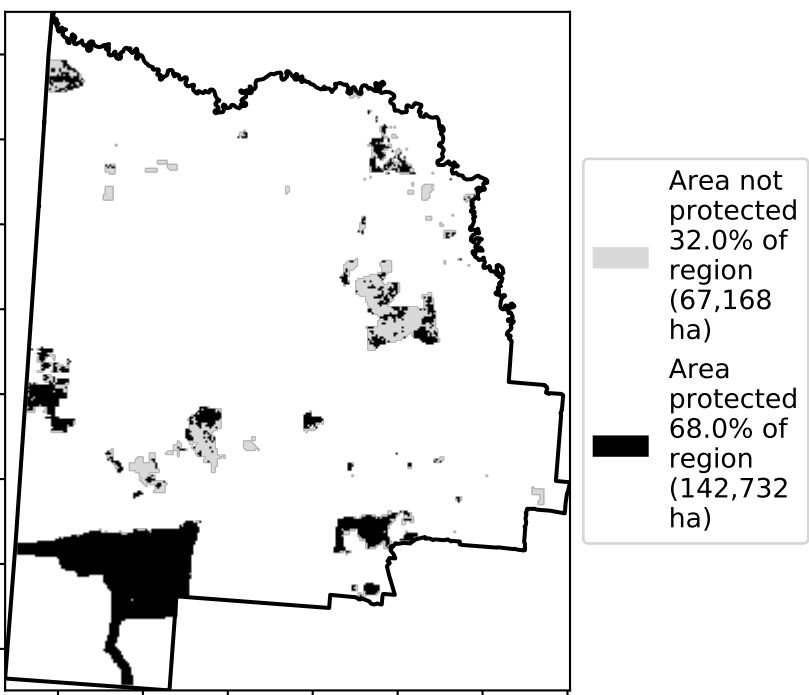 Area not
protected
32.0% of
region
(67,168
ha)
Area
protected
68.0% of
region
(142,732
ha)